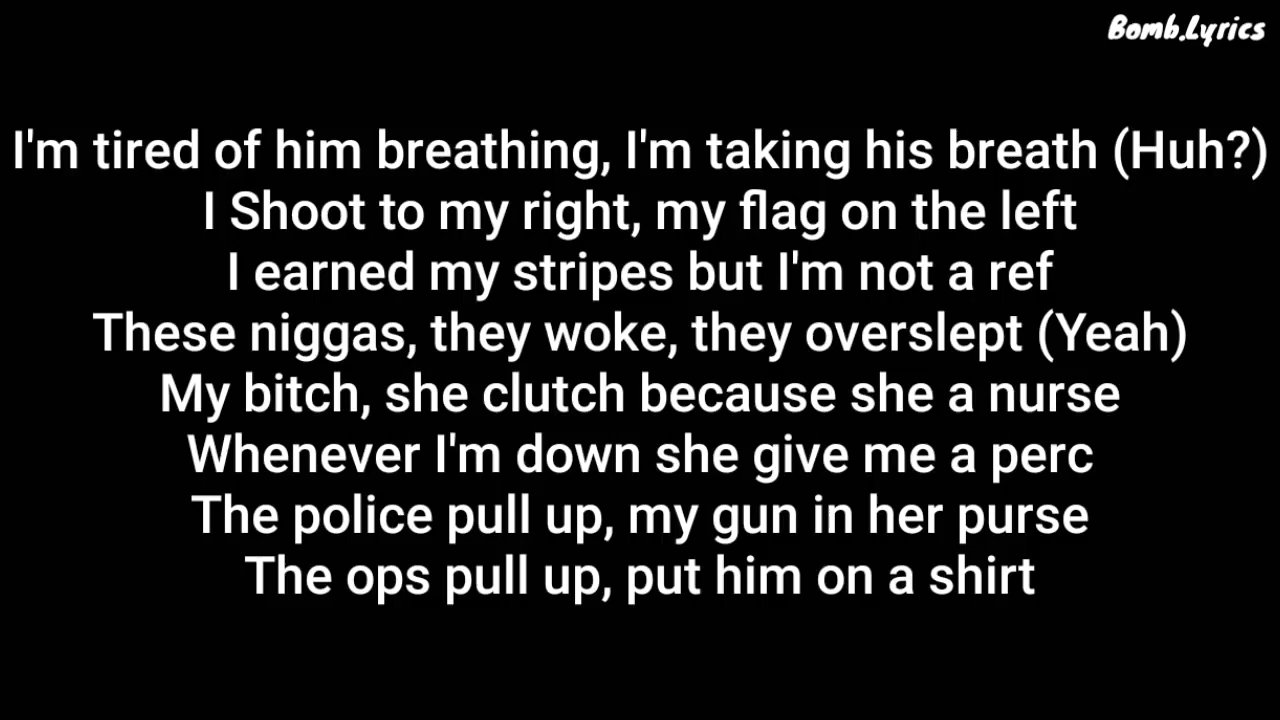 Bomb.Lyrics
I'm tired of him breathing, I'm taking his breath (Huh?)
I Shoot to my right, my flag on the left
I earned my stripes but I'm not a ref
These niggas, they woke, they overslept (Yeah)
My bitch, she clutch because she a nurse
Whenever I'm down she give me a perc
The police pull up, my gun in her purse
The ops pull up, put him on a shirt